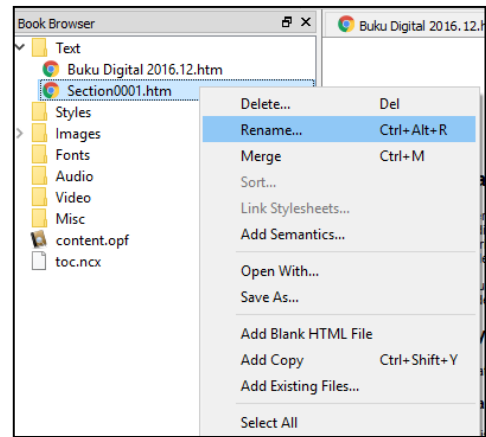 Book Browser
Buku Digital 2016.12.h
Text
Buku Digital 2016.12.htm
Section0001.htm
Styles
Images
Fonts
Audio
Video
Misc
content.opf
toc.ncx
Delete... Del
Rename... Ctrl+Alt+R
Merge Ctrl+M
Sort...
Link Stylesheets...
Add Semantics...
Open With...
Save As...
Add Blank HTML File
Add Copy Ctrl+Shift+Y
Add Existing Files...
Select All